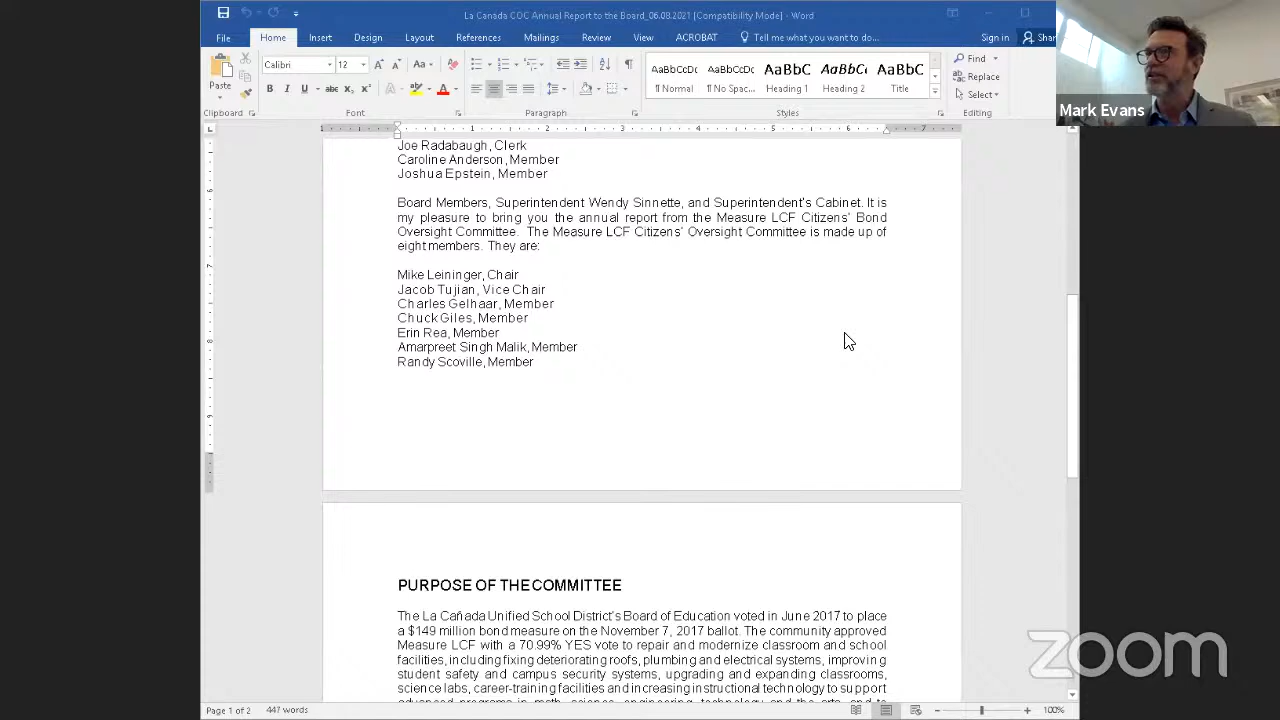 La Canada COC Annual Report to the Board_06.08.2021 [Compatibility Mode] - Word
File Home Insert Design Layout References Mailings Review View ACROBAT Tell me what you want to do... Sign in Shar
Mark Evans
Paste
Calibri 12
Find
Replace
Select
AaBbCcDc AaBbCcDc AaBbC AaBbCc AaBbC
¶ Normal ¶ No Spac... Heading 1 Heading 2 Title
Clipboard Font Paragraph Styles Editing
Joe Radabaugh, Clerk
Caroline Anderson, Member
Joshua Epstein, Member
Board Members, Superintendent Wendy Sinnette, and Superintendent's Cabinet. It is
my pleasure to bring you the annual report from the Measure LCF Citizens' Bond
Oversight Committee. The Measure LCF Citizens' Oversight Committee is made up of
eight members. They are:
Mike Leininger, Chair
Jacob Tujian, Vice Chair
Charles Gelhaar, Member
Chuck Giles, Member
Erin Rea, Member
Amarpreet Singh Malik, Member
Randy Scoville, Member
PURPOSE OF THE COMMITTEE
The La Cañada Unified School District's Board of Education voted in June 2017 to place
a $149 million bond measure on the November 7, 2017 ballot. The community approved
Measure LCF with a 70.99% YES vote to repair and modernize classroom and school
facilities, including fixing deteriorating roofs, plumbing and electrical systems, improving
student safety and campus security systems, upgrading and expanding classrooms,
science labs, career-training facilities and increasing instructional technology to support
zoom
Page 1 of 2 447 words 100%